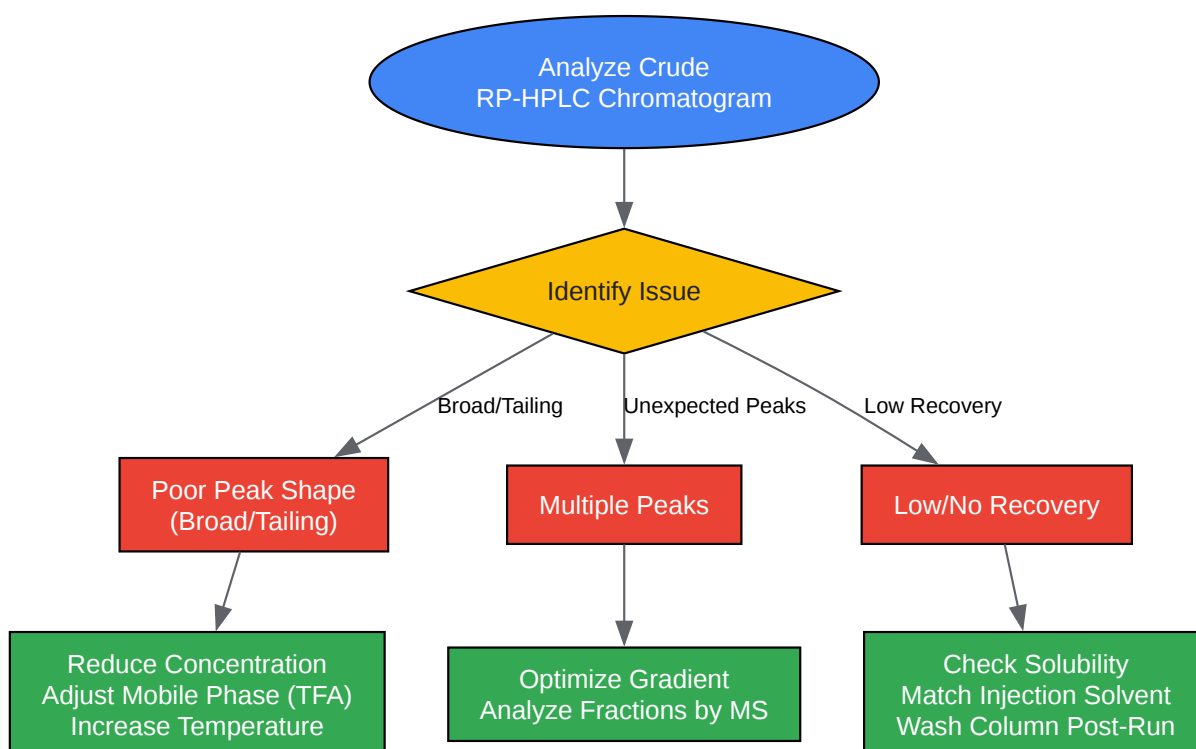 Analyze Crude
RP-HPLC Chromatogram
Identify Issue
Broad/Tailing
Unexpected Peaks
Low Recovery
Poor Peak Shape
(Broad/Tailing)
Multiple Peaks
Low/No Recovery
Reduce Concentration
Adjust Mobile Phase (TFA)
Increase Temperature
Optimize Gradient
Analyze Fractions by MS
Check Solubility
Match Injection Solvent
Wash Column Post-Run